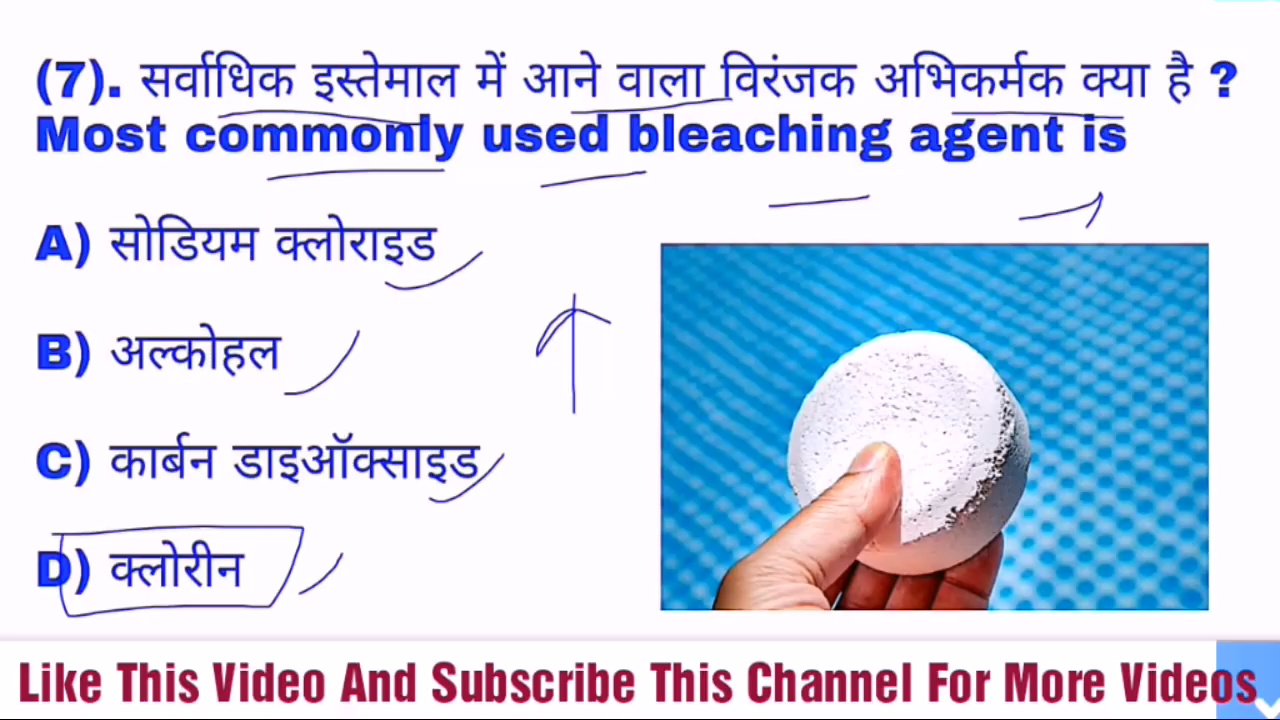 (7). सर्वाधिक इस्तेमाल में आने वाला विरंजक अभिकर्मक क्या है ?
Most commonly used bleaching agent is
A) सोडियम क्लोराइड
B) अल्कोहल
C) कार्बन डाइऑक्साइड
D) क्लोरीन
Like This Video And Subscribe This Channel For More Videos